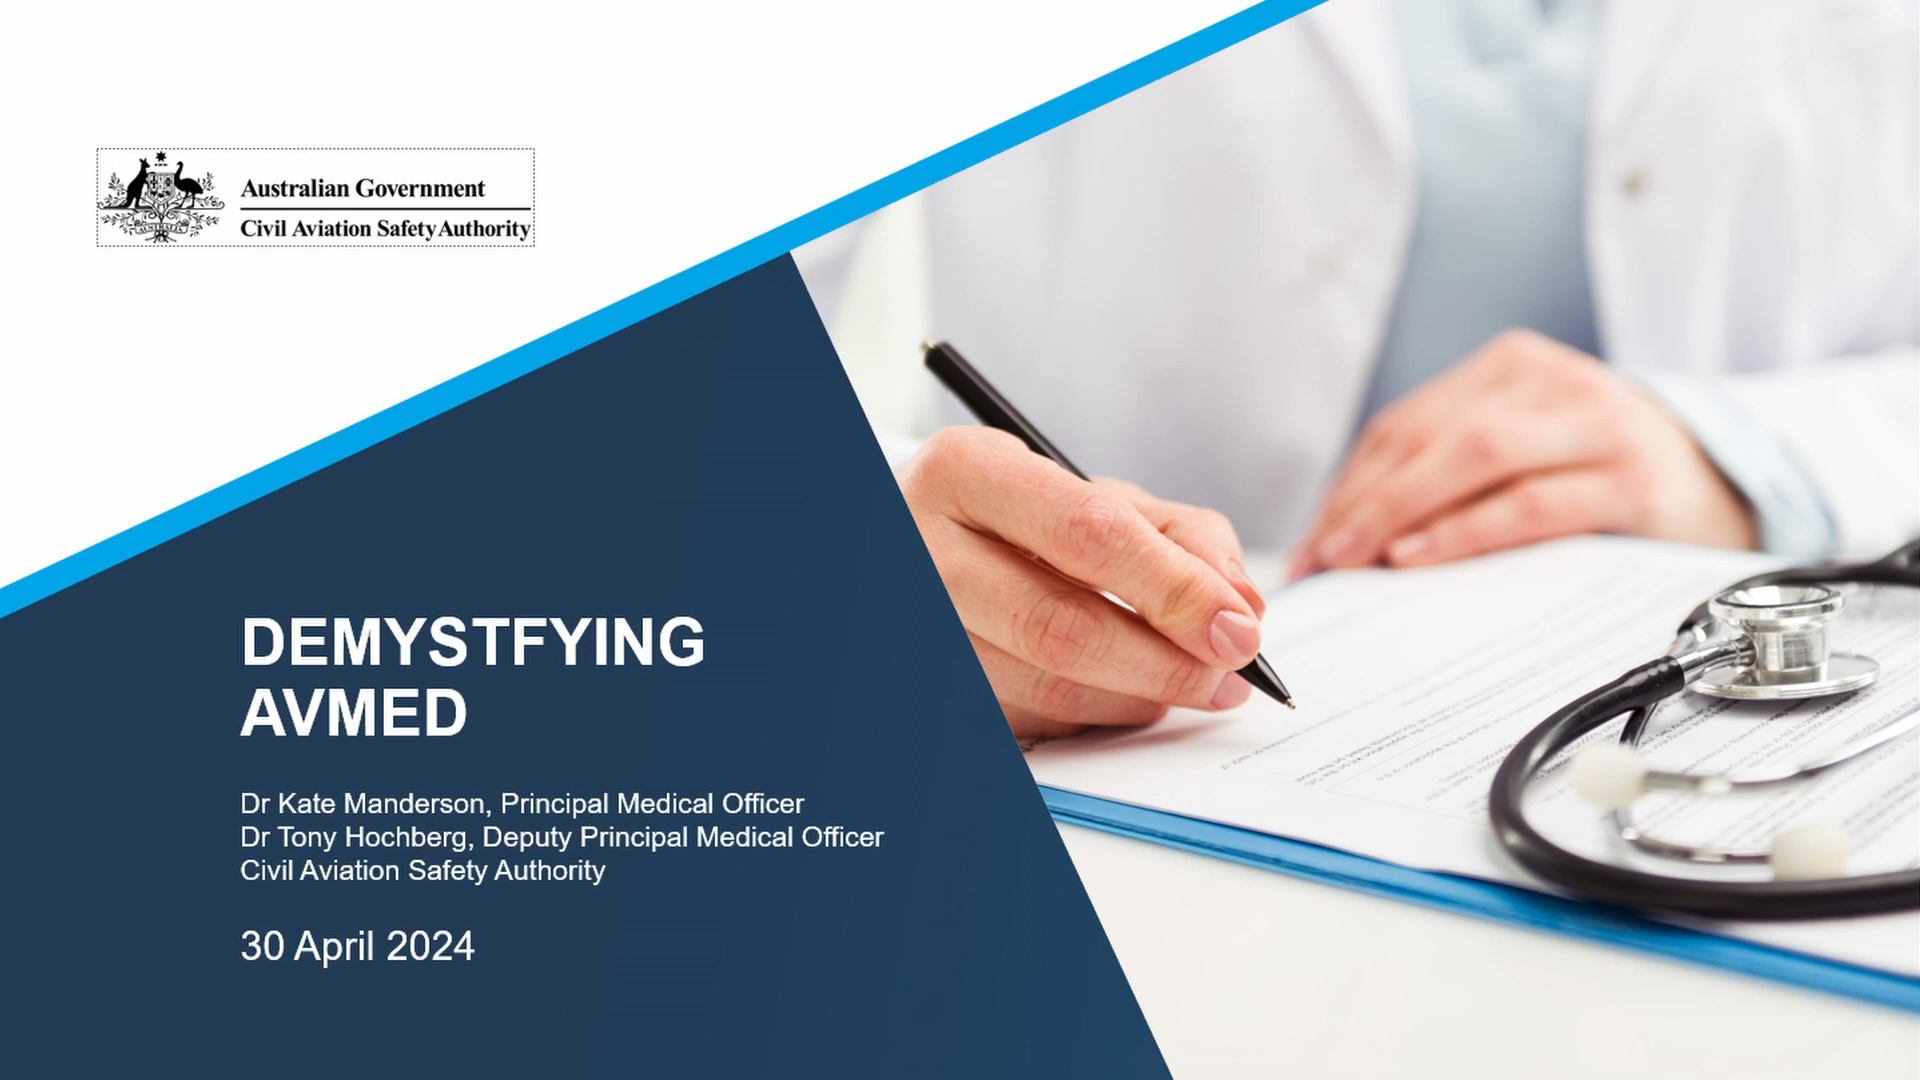 Australian Government
Civil Aviation Safety Authority
AUSTRALIA
DEMYSTFYING
AVMED
Dr Kate Manderson, Principal Medical Officer
Dr Tony Hochberg, Deputy Principal Medical Officer
Civil Aviation Safety Authority
30 April 2024